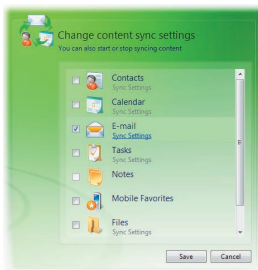 Change content sync settings
You can also start or stop syncing content
Contacts
Sync Settings
Calendar
Sync Settings
E-mail
Sync Settings
Tasks
Sync Settings
Notes
Mobile Favorites
Files
Sync Settings
Save Cancel